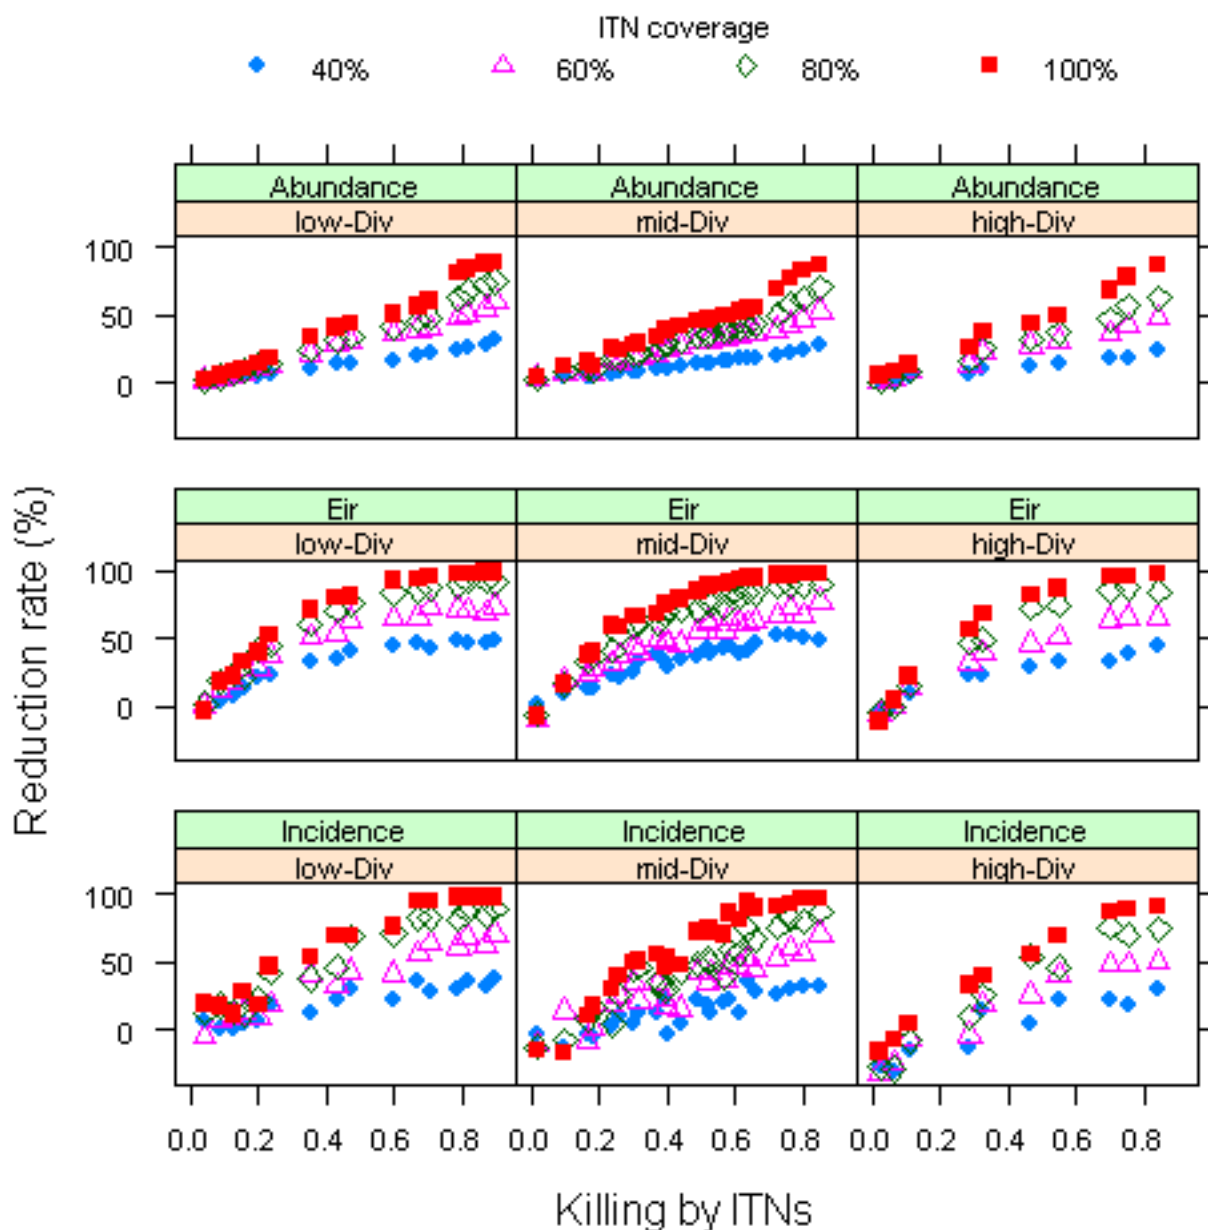 ITN coverage
40% 60% 80% 100%
Abundance Abundance Abundance
low-Div mid-Div high-Div
100
50
0
Eir Eir Eir
low-Div mid-Div high-Div
100
50
0
Incidence Incidence Incidence
low-Div mid-Div high-Div
100
50
0
0.0 0.2 0.4 0.6 0.8 0.0 0.2 0.4 0.6 0.8 0.0 0.2 0.4 0.6 0.8
Reduction rate (%)
Killing by ITNs